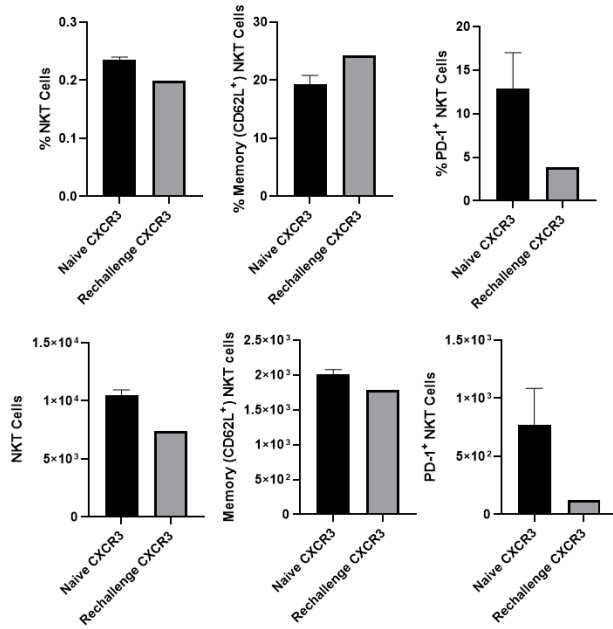 % NKT Cells
0.3
0.2
0.1
0.0
Naive CXCR3
Rechallenge CXCR3
% Memory (CD62L⁺) NKT Cells
30
20
10
0
Naive CXCR3
Rechallenge CXCR3
% PD-1⁺ NKT Cells
20
15
10
5
0
Naive CXCR3
Rechallenge CXCR3
NKT Cells
1.5×10⁴
1×10⁴
5×10³
0
Naive CXCR3
Rechallenge CXCR3
Memory (CD62L⁺) NKT cells
2.5×10³
2×10³
1.5×10³
1×10³
5×10²
0
Naive CXCR3
Rechallenge CXCR3
PD-1⁺ NKT Cells
1.5×10³
1×10³
5×10²
0
Naive CXCR3
Rechallenge CXCR3